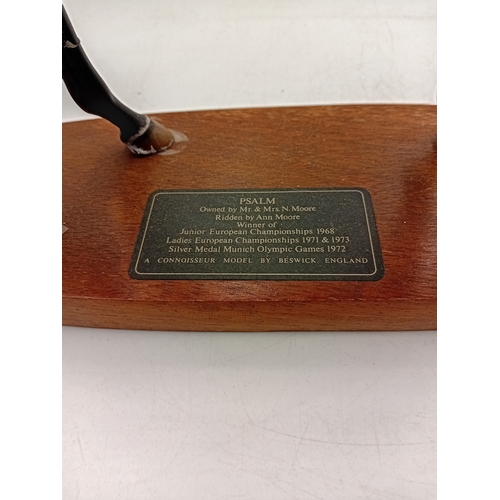 PSALM
Owned by Mr. & Mrs. N. Moore
Ridden by Ann Moore
Winner of
Junior European Championships 1968
Ladies European Championships 1971 & 1973
Silver Medal Munich Olympic Games 1972
A CONNOISSEUR MODEL BY BESWICK ENGLAND